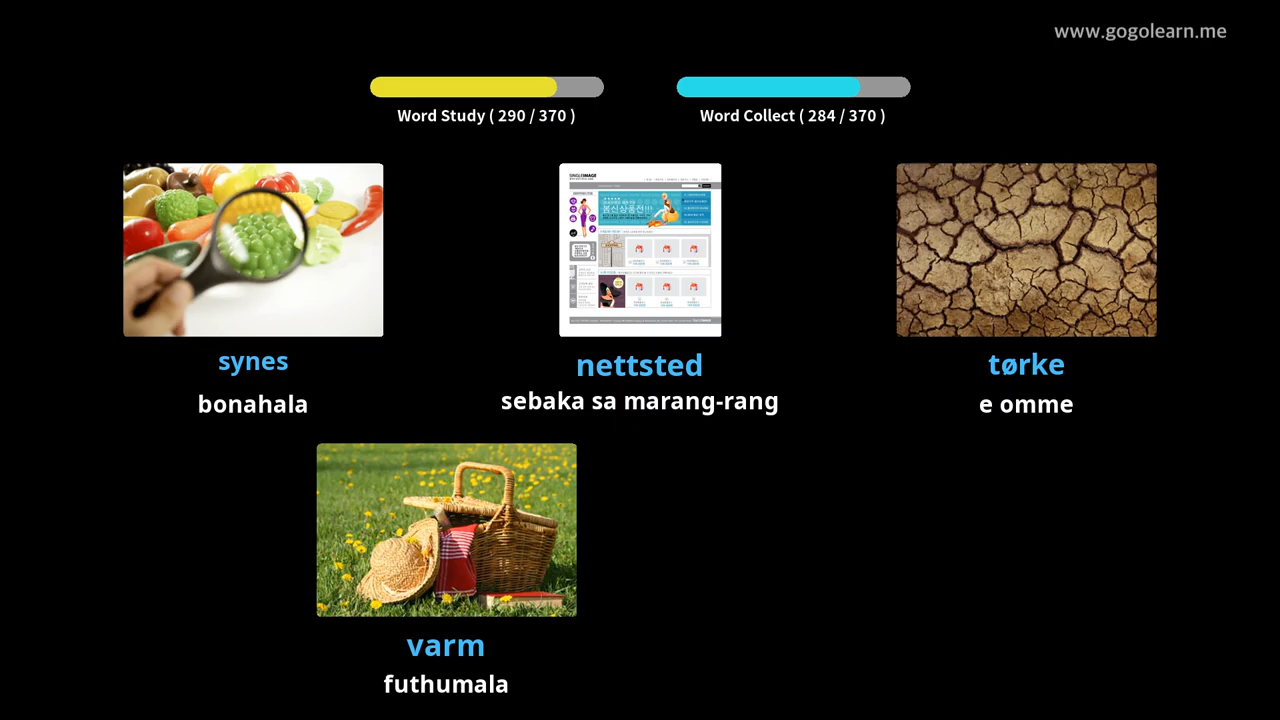 www.gogolearn.me
Word Study ( 290 / 370 )
Word Collect ( 284 / 370 )
synes
bonahala
nettsted
sebaka sa marang-rang
tørke
e omme
varm
futhumala